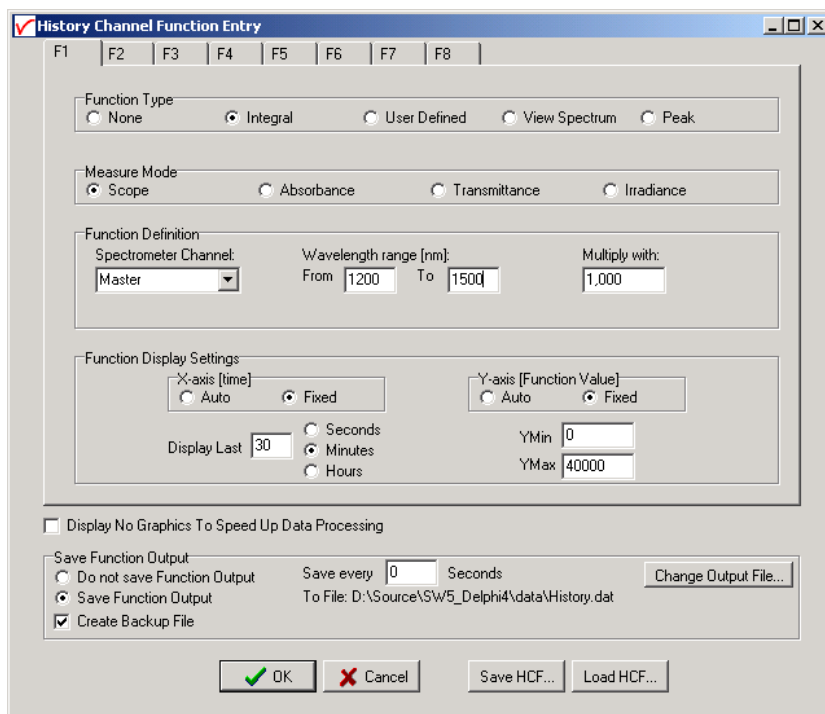 History Channel Function Entry
F1 F2 F3 F4 F5 F6 F7 F8
Function Type
None Integral User Defined View Spectrum Peak
Measure Mode
Scope Absorbance Transmittance Irradiance
Function Definition
Spectrometer Channel: Wavelength range [nm]: Multiply with:
Master From 1200 To 1500 1,000
Function Display Settings
X-axis [time] Y-axis [Function Value]
Auto Fixed Auto Fixed
Display Last 30 Seconds Minutes Hours
YMin 0
YMax 40000
Display No Graphics To Speed Up Data Processing
Save Function Output
Do not save Function Output Save every 0 Seconds Change Output File...
Save Function Output To File: D:\Source\SW5_Delphi4\data\History.dat
Create Backup File
OK Cancel Save HCF... Load HCF...